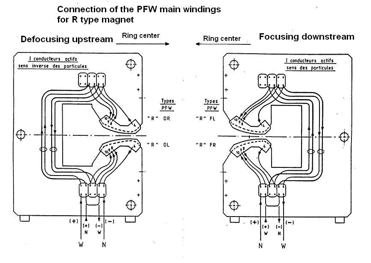 Connection of the PFW main windings
for R type magnet
Defocusing upstream
Ring center
Ring center
Focusing downstream
I conducteurs actifs
sens inverse des particules
I conducteurs actifs
sens des particules
Types
PFW
Types
PFW
"R" DR
"R" FL
"R" DL
"R" FR
(+) (+) (-) (-)
N W
W N
(+) (+) (-) (-)
W N
N W